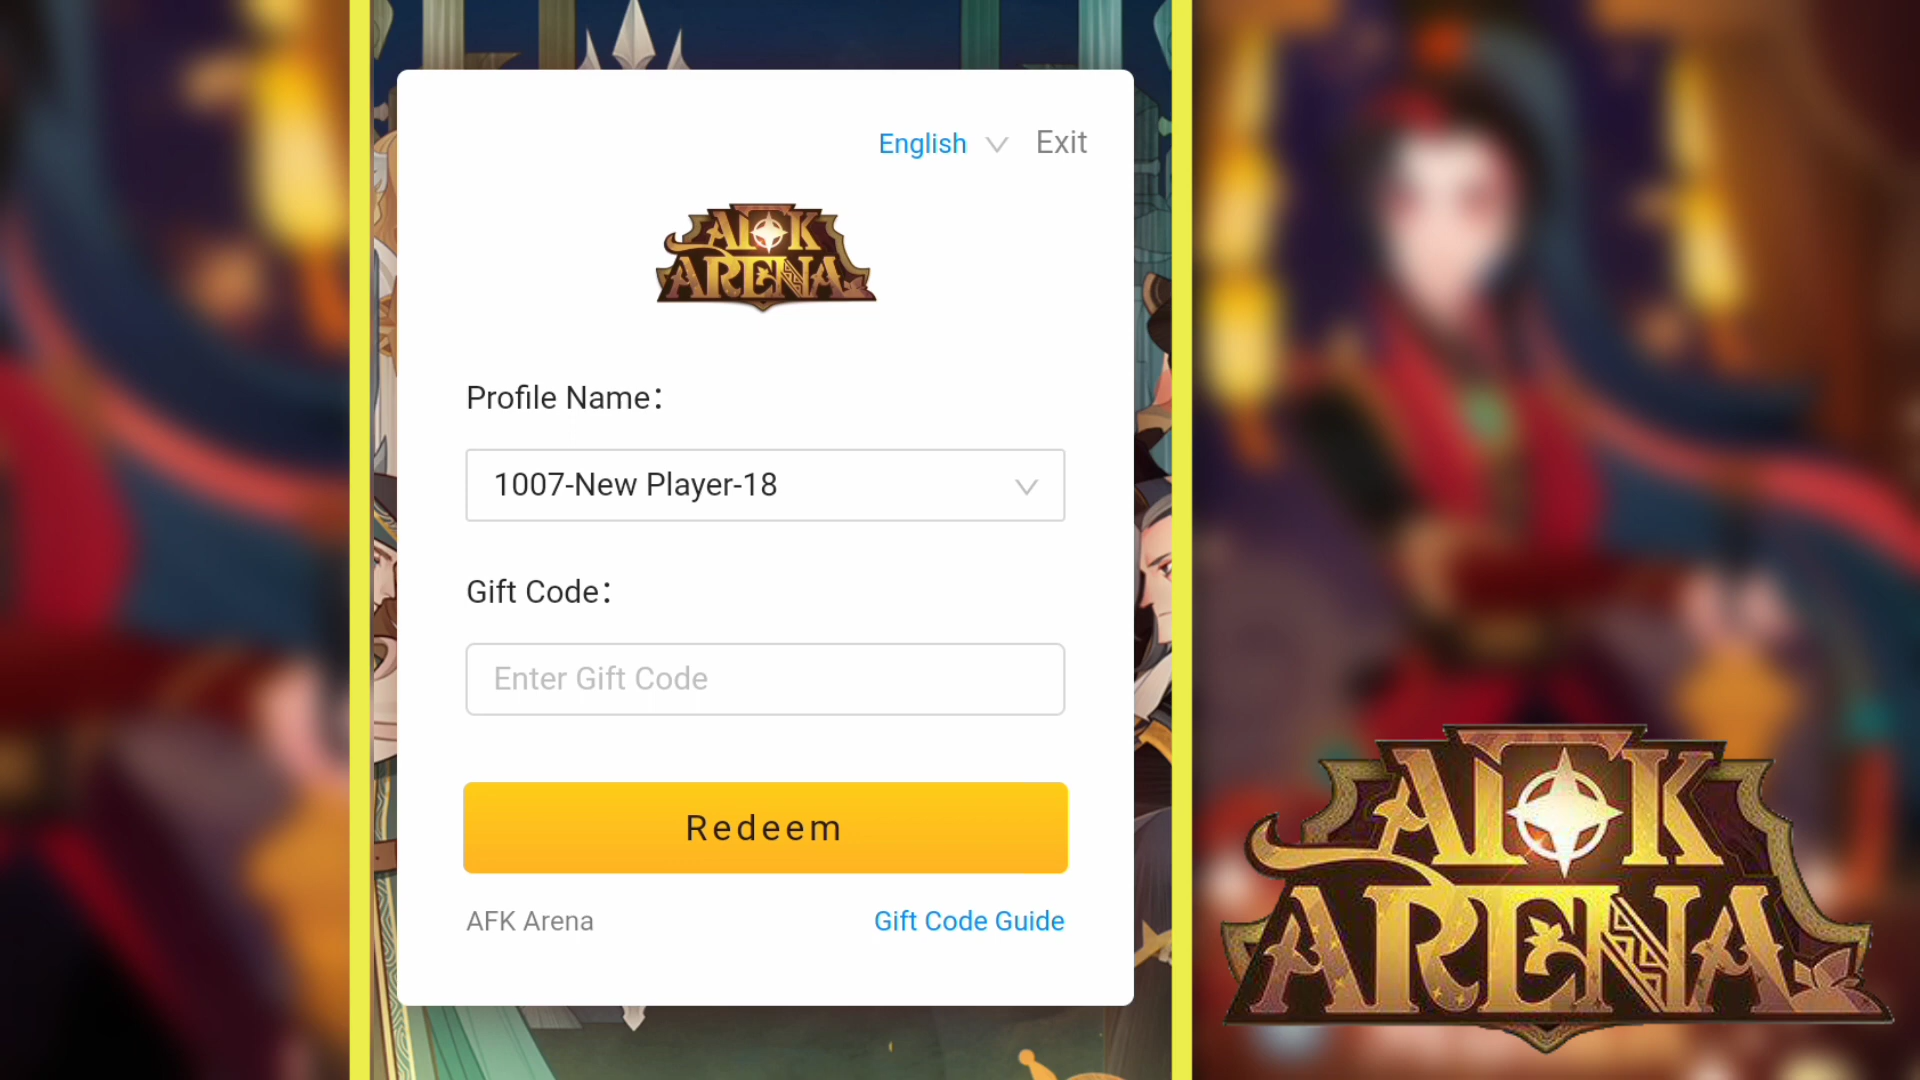 English
Exit
AFK
ARENA
Profile Name:
1007-New Player-18
Gift Code:
Enter Gift Code
Redeem
AFK Arena
Gift Code Guide
AFK
ARENA